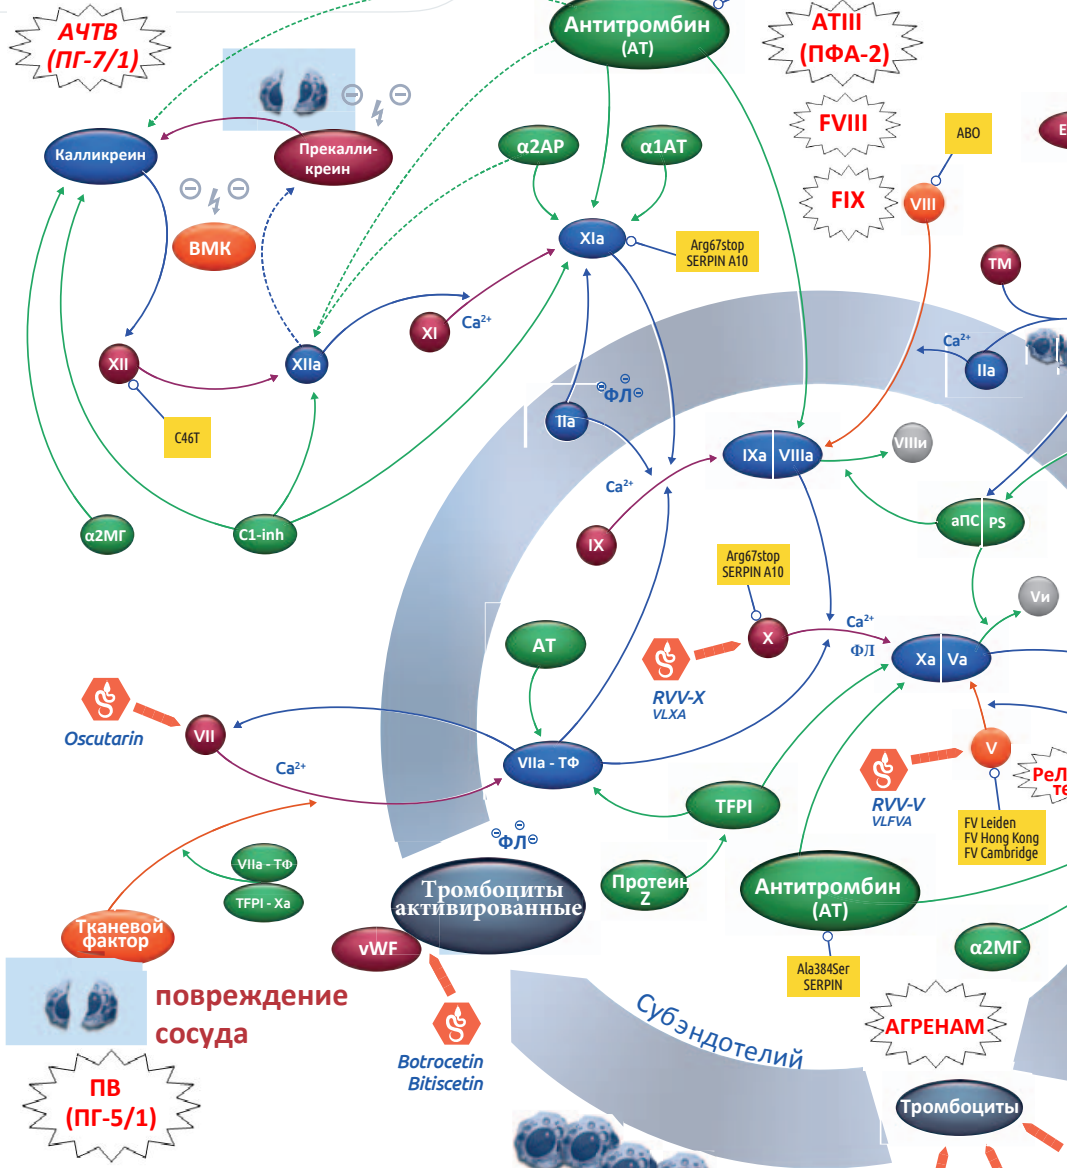 АЧТВ
(ПГ-7/1)
Антитромбин
(АТ)
АТIII
(ПФА-2)
FVIII
FIX
ABO
VIII
Калликреин
Прекалли-
креин
ВМК
α2АР
α1АТ
XIa
Arg67stop
SERPIN A10
TM
XI
Ca²⁺
XII
XIIa
C46T
Ca²⁺
IIa
ФЛ
IIa
IXa
VIIIa
VIIIи
Ca²⁺
IX
α2МГ
C1-inh
аПС
PS
Arg67stop
SERPIN A10
Vи
X
Ca²⁺
ФЛ
Xa
Va
АТ
RVV-X
VLXA
Oscutarin
VII
Ca²⁺
VIIa - ТФ
V
RVV-V
VLFVA
TFPI
FV Leiden
FV Hong Kong
FV Cambridge
ФЛ
VIIa - ТФ
TFPI - Xa
Тромбоциты
активированные
Протеин
Z
Антитромбин
(АТ)
Тканевой
фактор
vWF
α2МГ
Ala384Ser
SERPIN
повреждение
сосуда
Botrocetin
Bitiscetin
Субэндотелий
АГРЕНАМ
ПВ
(ПГ-5/1)
Тромбоциты